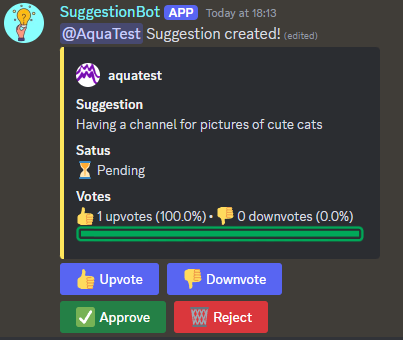 SuggestionBot APP Today at 18:13
@AquaTest Suggestion created! (edited)
aquatest
Suggestion
Having a channel for pictures of cute cats
Satus
⏳ Pending
Votes
👍 1 upvotes (100.0%) • 👎 0 downvotes (0.0%)
👍 Upvote 👎 Downvote
✅ Approve 🗑️ Reject